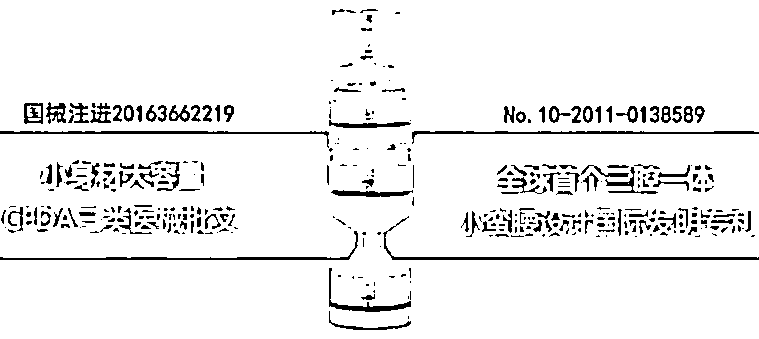 国械注进20163662219
No.10-2011-0138589
小身材大容量
CFDA三类医械批文
全球首个三腔一体
小蛮腰设计国际发明专利